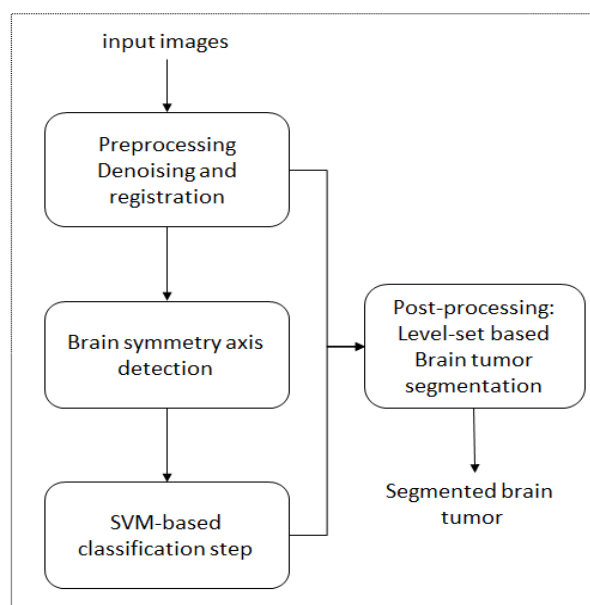 input images
Preprocessing
Denoising and
registration
Brain symmetry axis
detection
SVM-based
classification step
Post-processing:
Level-set based
Brain tumor
segmentation
Segmented brain
tumor